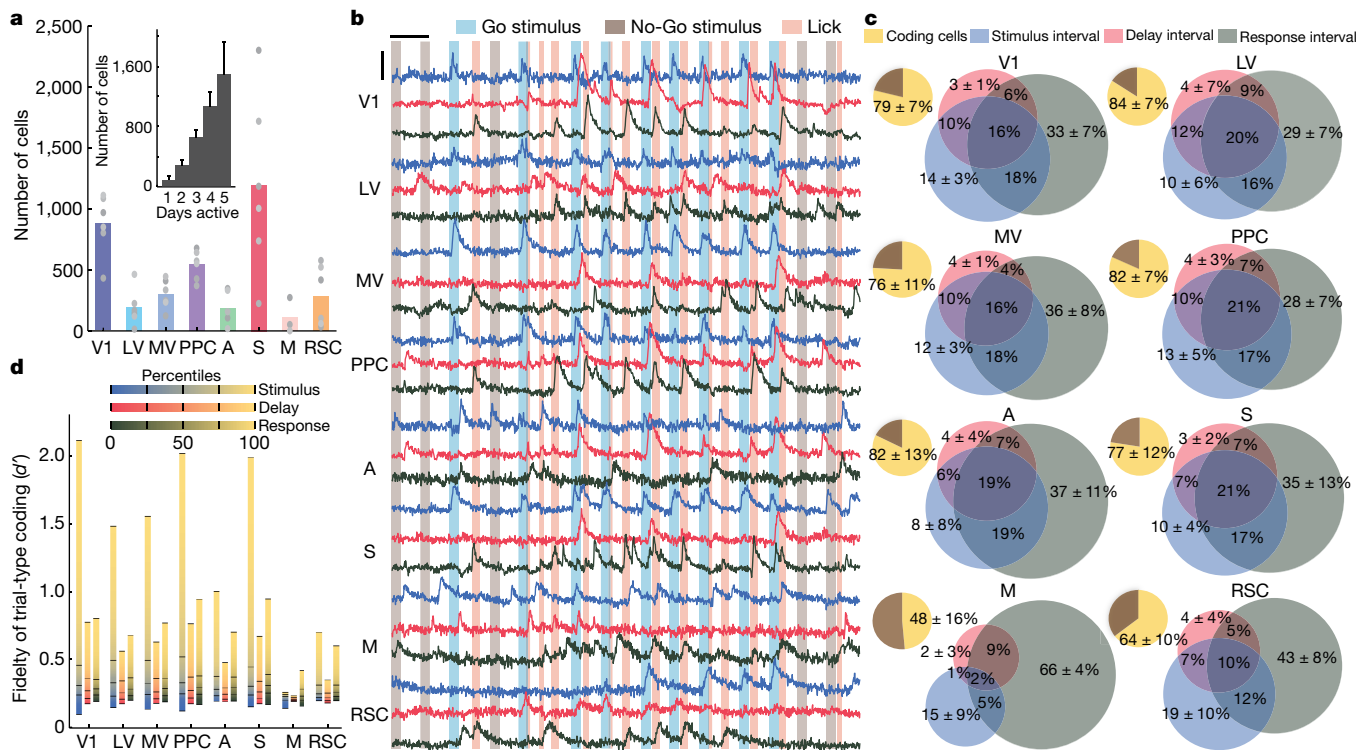 a
2,500
2,000
1,500
1,000
500
0
Number of cells
Number of cells
1,600
800
0
1 2 3 4 5
Days active
V1 LV MV PPC A S M RSC
b
Go stimulus No-Go stimulus Lick
V1
LV
MV
PPC
A
S
M
RSC
c
Coding cells Stimulus interval Delay interval Response interval
V1
79 ± 7%
3 ± 1%
6%
10%
16%
33 ± 7%
14 ± 3%
18%
LV
84 ± 7%
4 ± 7%
9%
12%
20%
29 ± 7%
10 ± 6%
16%
MV
76 ± 11%
4 ± 1%
4%
10%
16%
36 ± 8%
12 ± 3%
18%
PPC
82 ± 7%
4 ± 3%
7%
10%
21%
28 ± 7%
13 ± 5%
17%
A
82 ± 13%
4 ± 4%
7%
6%
19%
37 ± 11%
8 ± 8%
19%
S
77 ± 12%
3 ± 2%
7%
7%
21%
35 ± 13%
10 ± 4%
17%
M
48 ± 16%
2 ± 3%
9%
1%
2%
66 ± 4%
5%
15 ± 9%
RSC
64 ± 10%
4 ± 4%
5%
7%
10%
43 ± 8%
12%
19 ± 10%
d
Percentiles
Stimulus
Delay
Response
0 50 100
Fidelity of trial-type coding (d′)
2.0
1.5
1.0
0.5
0
V1 LV MV PPC A S M RSC